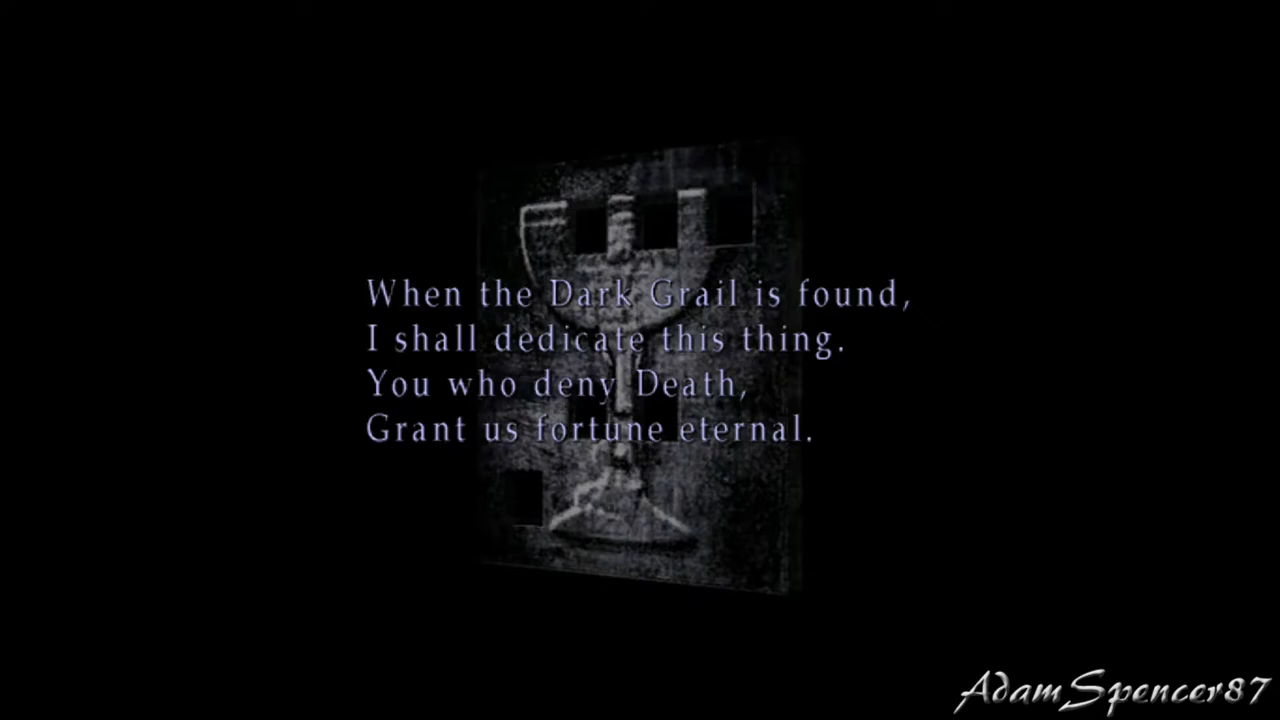 When the Dark Grail is found,
I shall dedicate this thing.
You who deny Death,
Grant us fortune eternal.
AdamSpencer87